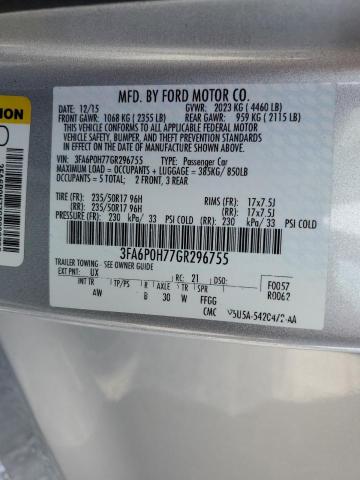 MFD. BY FORD MOTOR CO.
12/15 GVWR: 2023 KG ( 4460 LB)
FRONT GAWR: 1068 KG ( 2355 LB) REAR GAWR: 959 KG ( 2115 LB)
THIS VEHICLE CONFORMS TO ALL APPLICABLE FEDERAL MOTOR
VEHICLE SAFETY, BUMPER, AND THEFT PREVENTION STANDARDS
IN EFFECT ON THE DATE OF MANUFACTURE SHOWN ABOVE.
VIN: 3FA6P0H77GR296755 TYPE: Passenger Car
MAXIMUM LOAD = OCCUPANTS + LUGGAGE = 385KG/850LB
OCCUPANTS = 5 TOTAL; 2 FRONT, 3 REAR
TIRE (FR): 235/50R17 96H RIMS (FR): 17x7.5J
TIRE (RR): 235/50R17 96H (RR): 17x7.5J
PRESSURE (FR): 230 kPa/ 33 PSI COLD (RR): 230 kPa/ 33 PSI COLD
3FA6P0H77GR296755
TRAILER TOWING - SEE OWNER GUIDE
EXT PNT: UX RC: 21 DSO: F0057
INT TR TP/PS R AXLE TR SPR R0062
AW B 30 W FFGG
CMC
NOITION